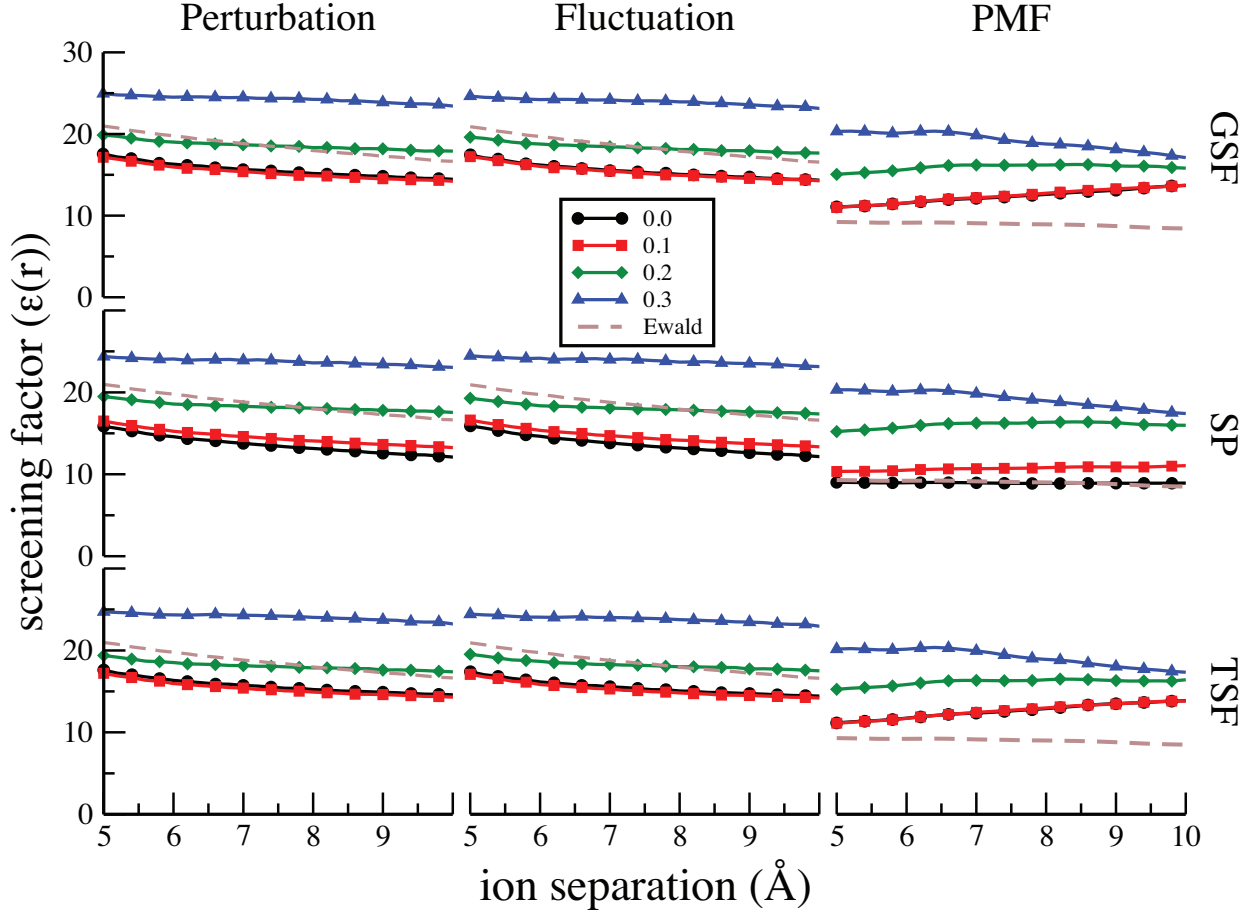 Perturbation Fluctuation PMF
30
20
10
0
GSF
0.0
0.1
0.2
0.3
Ewald
screening factor (ε(r))
20
10
0
SP
20
10
0
TSF
5 6 7 8 9 5 6 7 8 9 5 6 7 8 9 10
ion separation (Å)